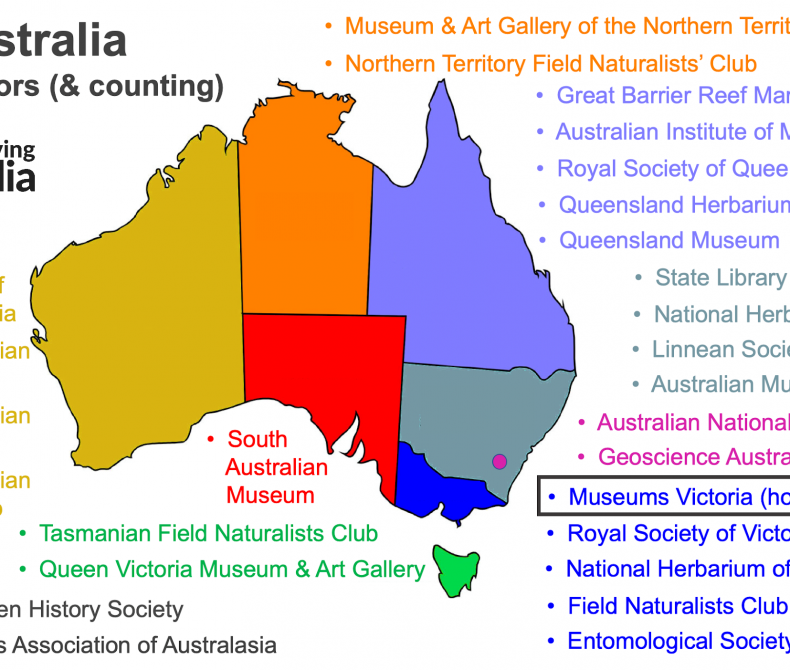 stralia
ors (& counting)
ving
lia
• Museum & Art Gallery of the Northern Territ
• Northern Territory Field Naturalists’ Club
• Great Barrier Reef Mar
• Australian Institute of M
• Royal Society of Quee
• Queensland Herbarium
• Queensland Museum
• State Library
• National Herb
• Linnean Socie
• Australian Mu
• Australian National
• Geoscience Austra
• Museums Victoria (ho
• Royal Society of Victo
• National Herbarium of
• Field Naturalists Club
• Entomological Society
f
ia
ian
ian
ian
• South
Australian
Museum
• Tasmanian Field Naturalists Club
• Queen Victoria Museum & Art Gallery
en History Society
s Association of Australasia